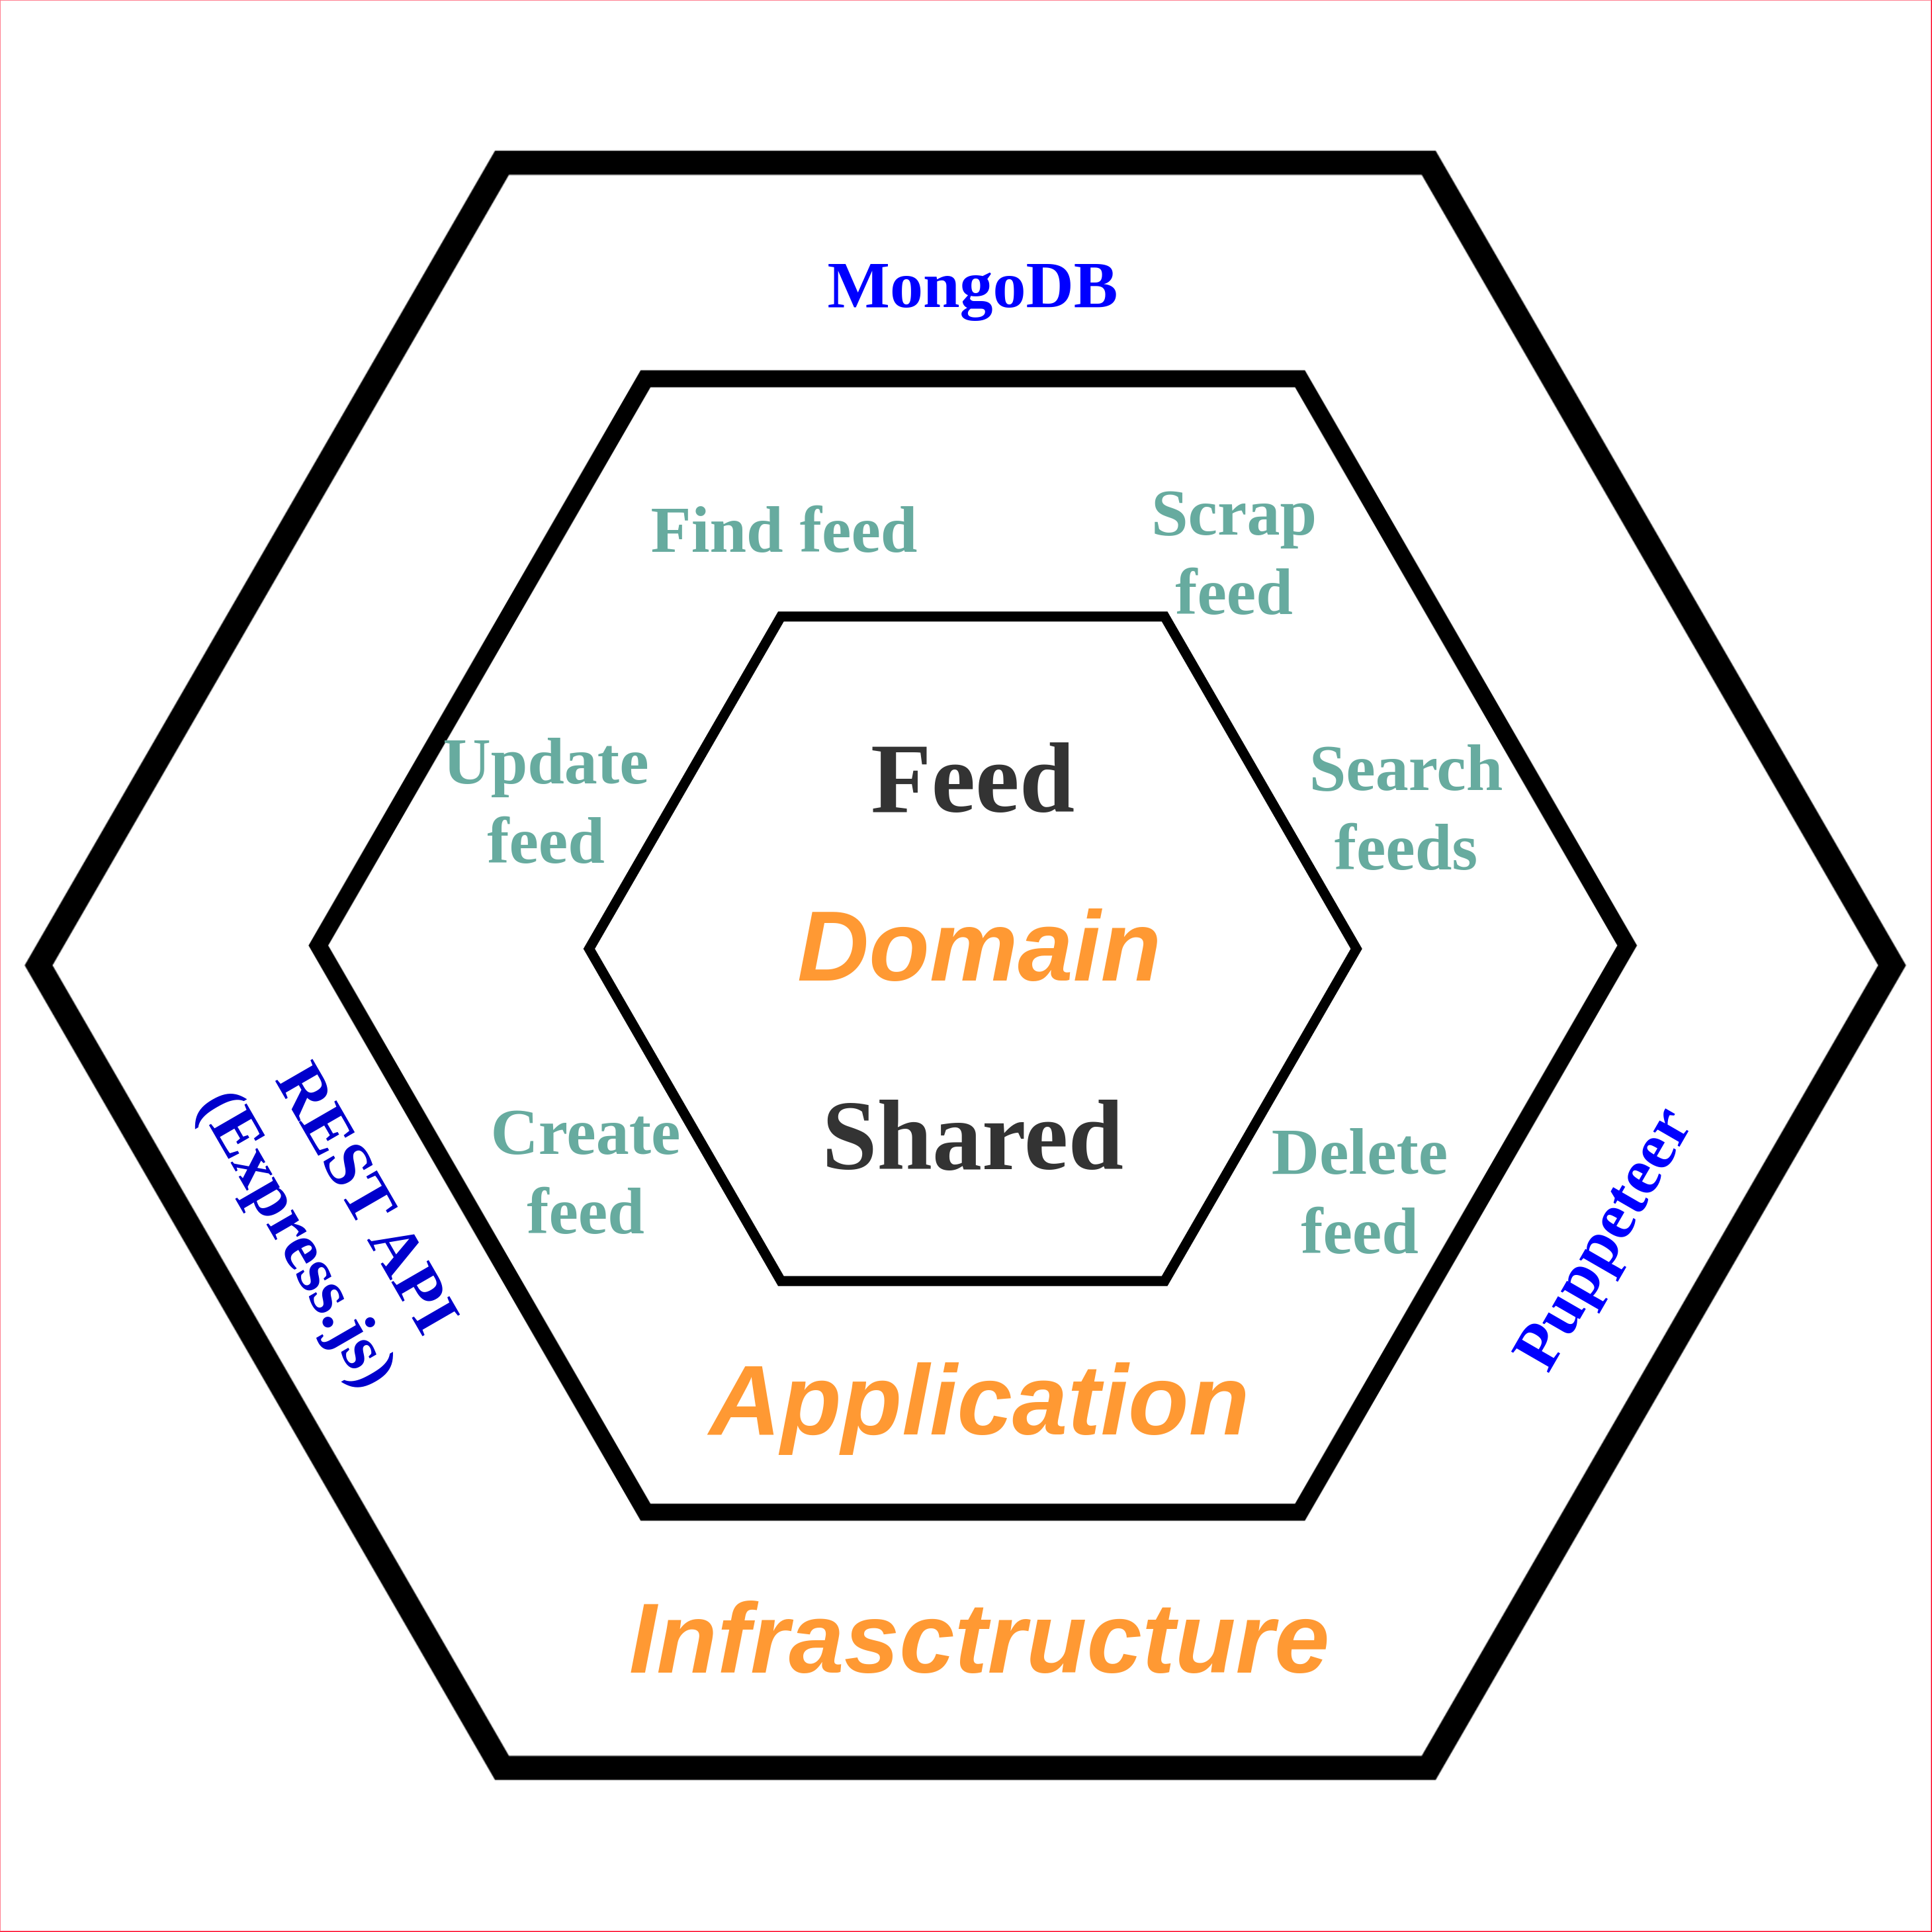 MongoDB
Find feed
Scrap
feed
Update
feed
Feed
Search
feeds
Domain
REST API
(Express.js)
Create
feed
Shared
Delete
feed
Puppeteer
Application
Infrasctructure